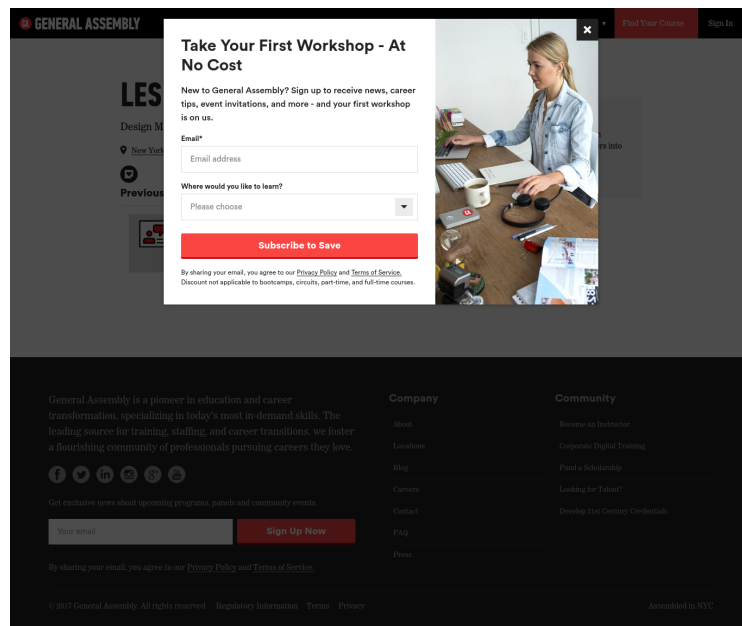 GENERAL ASSEMBLY
Find Your Course
Sign In
Take Your First Workshop - At
No Cost
New to General Assembly? Sign up to receive news, career
tips, event invitations, and more - and your first workshop
is on us.
Email*
Email address
Where would you like to learn?
Please choose
Subscribe to Save
By sharing your email, you agree to our Privacy Policy and Terms of Service.
Discount not applicable to bootcamps, circuits, part-time, and full-time courses.
LES
Design M
New York
Previous
rs into
General Assembly is a pioneer in education and career
transformation, specializing in today's most in-demand skills. The
leading source for training, staffing, and career transitions, we foster
a flourishing community of professionals pursuing careers they love.
Get exclusive news about upcoming programs, panels and community events.
Your email
Sign Up Now
By sharing your email, you agree to our Privacy Policy and Terms of Service.
Company
About
Locations
Blog
Careers
Contact
FAQ
Press
Community
Become an Instructor
Corporate Digital Training
Fund a Scholarship
Looking for Talent?
Develop 21st Century Credentials
© 2017 General Assembly. All rights reserved. Regulatory Information Terms Privacy
Assembled in NYC